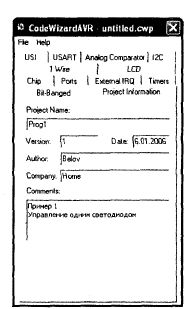 CodeWizardAVR - untitled.cwp
File Help
USI USART Analog Comparator I2C
1 Wire LCD
Chip Ports External IRQ Timers
Bit-Banged Project Information
Project Name:
Prog1
Version: 1 Date: 6.01.2006
Author: Belov
Company: Home
Comments:
Пример 1
Управление одним светодиодом